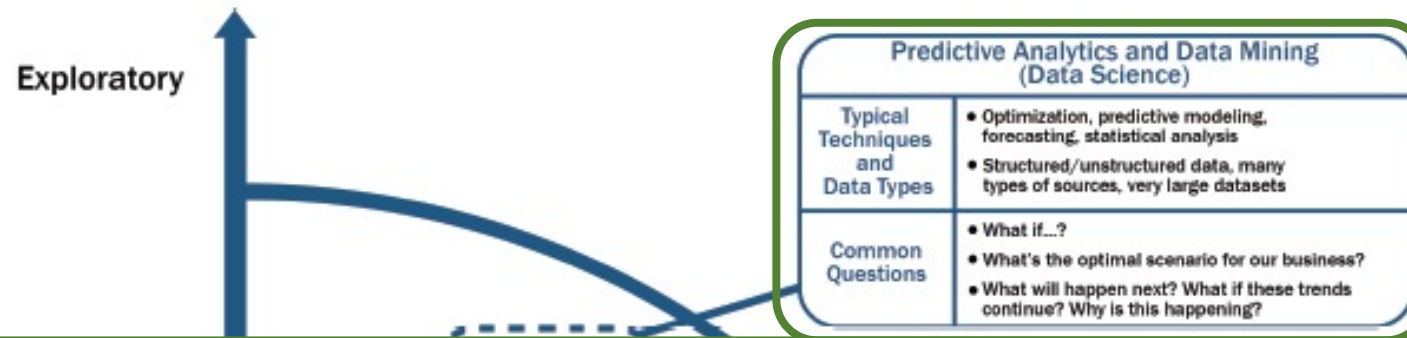 Exploratory
Predictive Analytics and Data Mining
(Data Science)
Typical
Techniques
and
Data Types
• Optimization, predictive modeling,
forecasting, statistical analysis
• Structured/unstructured data, many
types of sources, very large datasets
Common
Questions
• What if...?
• What's the optimal scenario for our business?
• What will happen next? What if these trends
continue? Why is this happening?